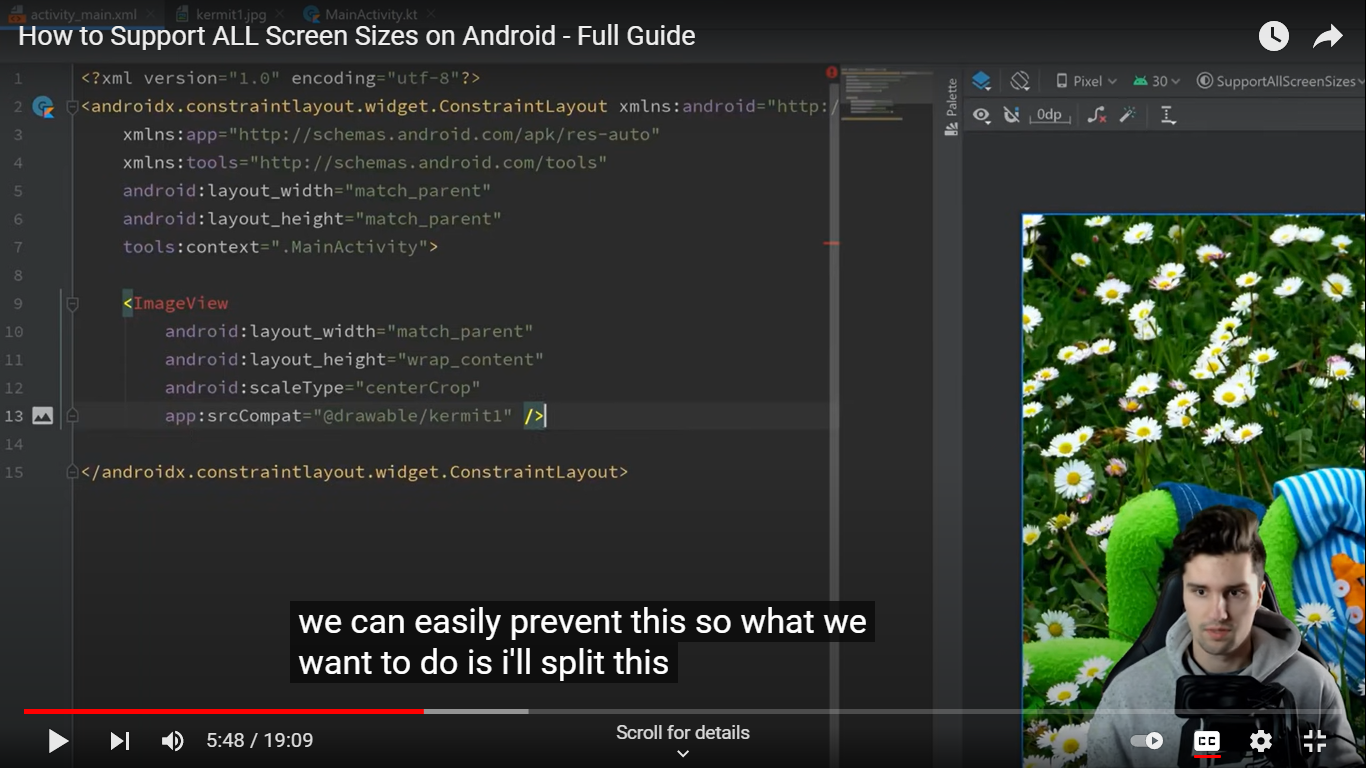 activity_main.xml
kermit1.jpg
MainActivity.kt
How to Support ALL Screen Sizes on Android - Full Guide
1 <?xml version="1.0" encoding="utf-8"?>
2 <androidx.constraintlayout.widget.ConstraintLayout xmlns:android="http:/
3 xmlns:app="http://schemas.android.com/apk/res-auto"
4 xmlns:tools="http://schemas.android.com/tools"
5 android:layout_width="match_parent"
6 android:layout_height="match_parent"
7 tools:context=".MainActivity">
8
9 <ImageView
10 android:layout_width="match_parent"
11 android:layout_height="wrap_content"
12 android:scaleType="centerCrop"
13 app:srcCompat="@drawable/kermit1" />
14
15 </androidx.constraintlayout.widget.ConstraintLayout>
Palette
Pixel
30
SupportAllScreenSizes
0dp
we can easily prevent this so what we
want to do is i'll split this
5:48 / 19:09
Scroll for details
CC